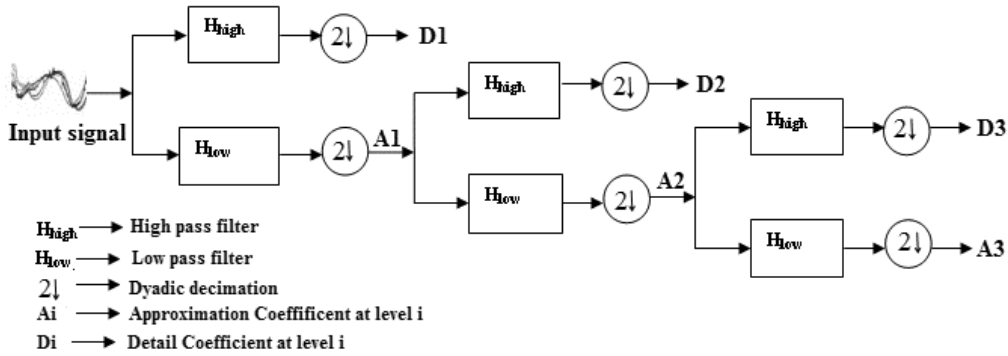 Hhigh
2↓
D1
Input signal
Hlow
2↓
A1
Hhigh
2↓
D2
Hlow
2↓
A2
Hhigh
2↓
D3
Hlow
2↓
A3
Hhigh High pass filter
Hlow Low pass filter
2↓ Dyadic decimation
Ai Approximation Coeffificent at level i
Di Detail Coefficient at level i